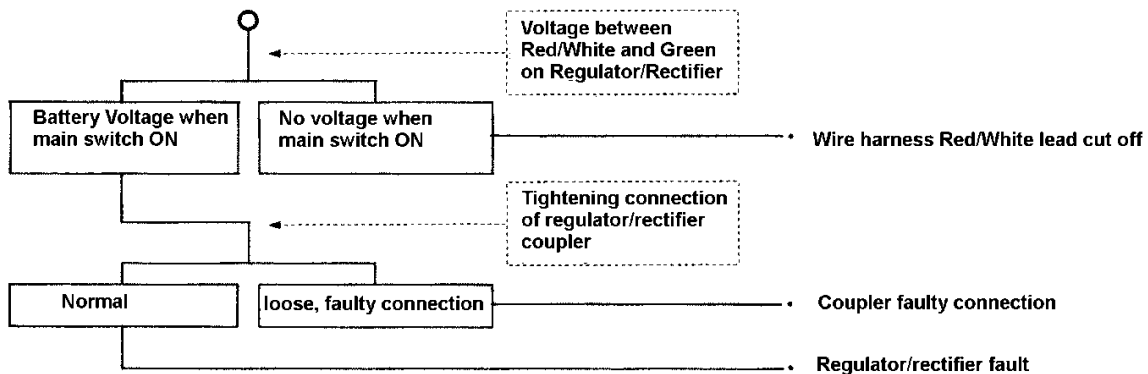 Voltage between
Red/White and Green
on Regulator/Rectifier
Battery Voltage when
main switch ON
No voltage when
main switch ON
Wire harness Red/White lead cut off
Tightening connection
of regulator/rectifier
coupler
Normal
loose, faulty connection
Coupler faulty connection
Regulator/rectifier fault